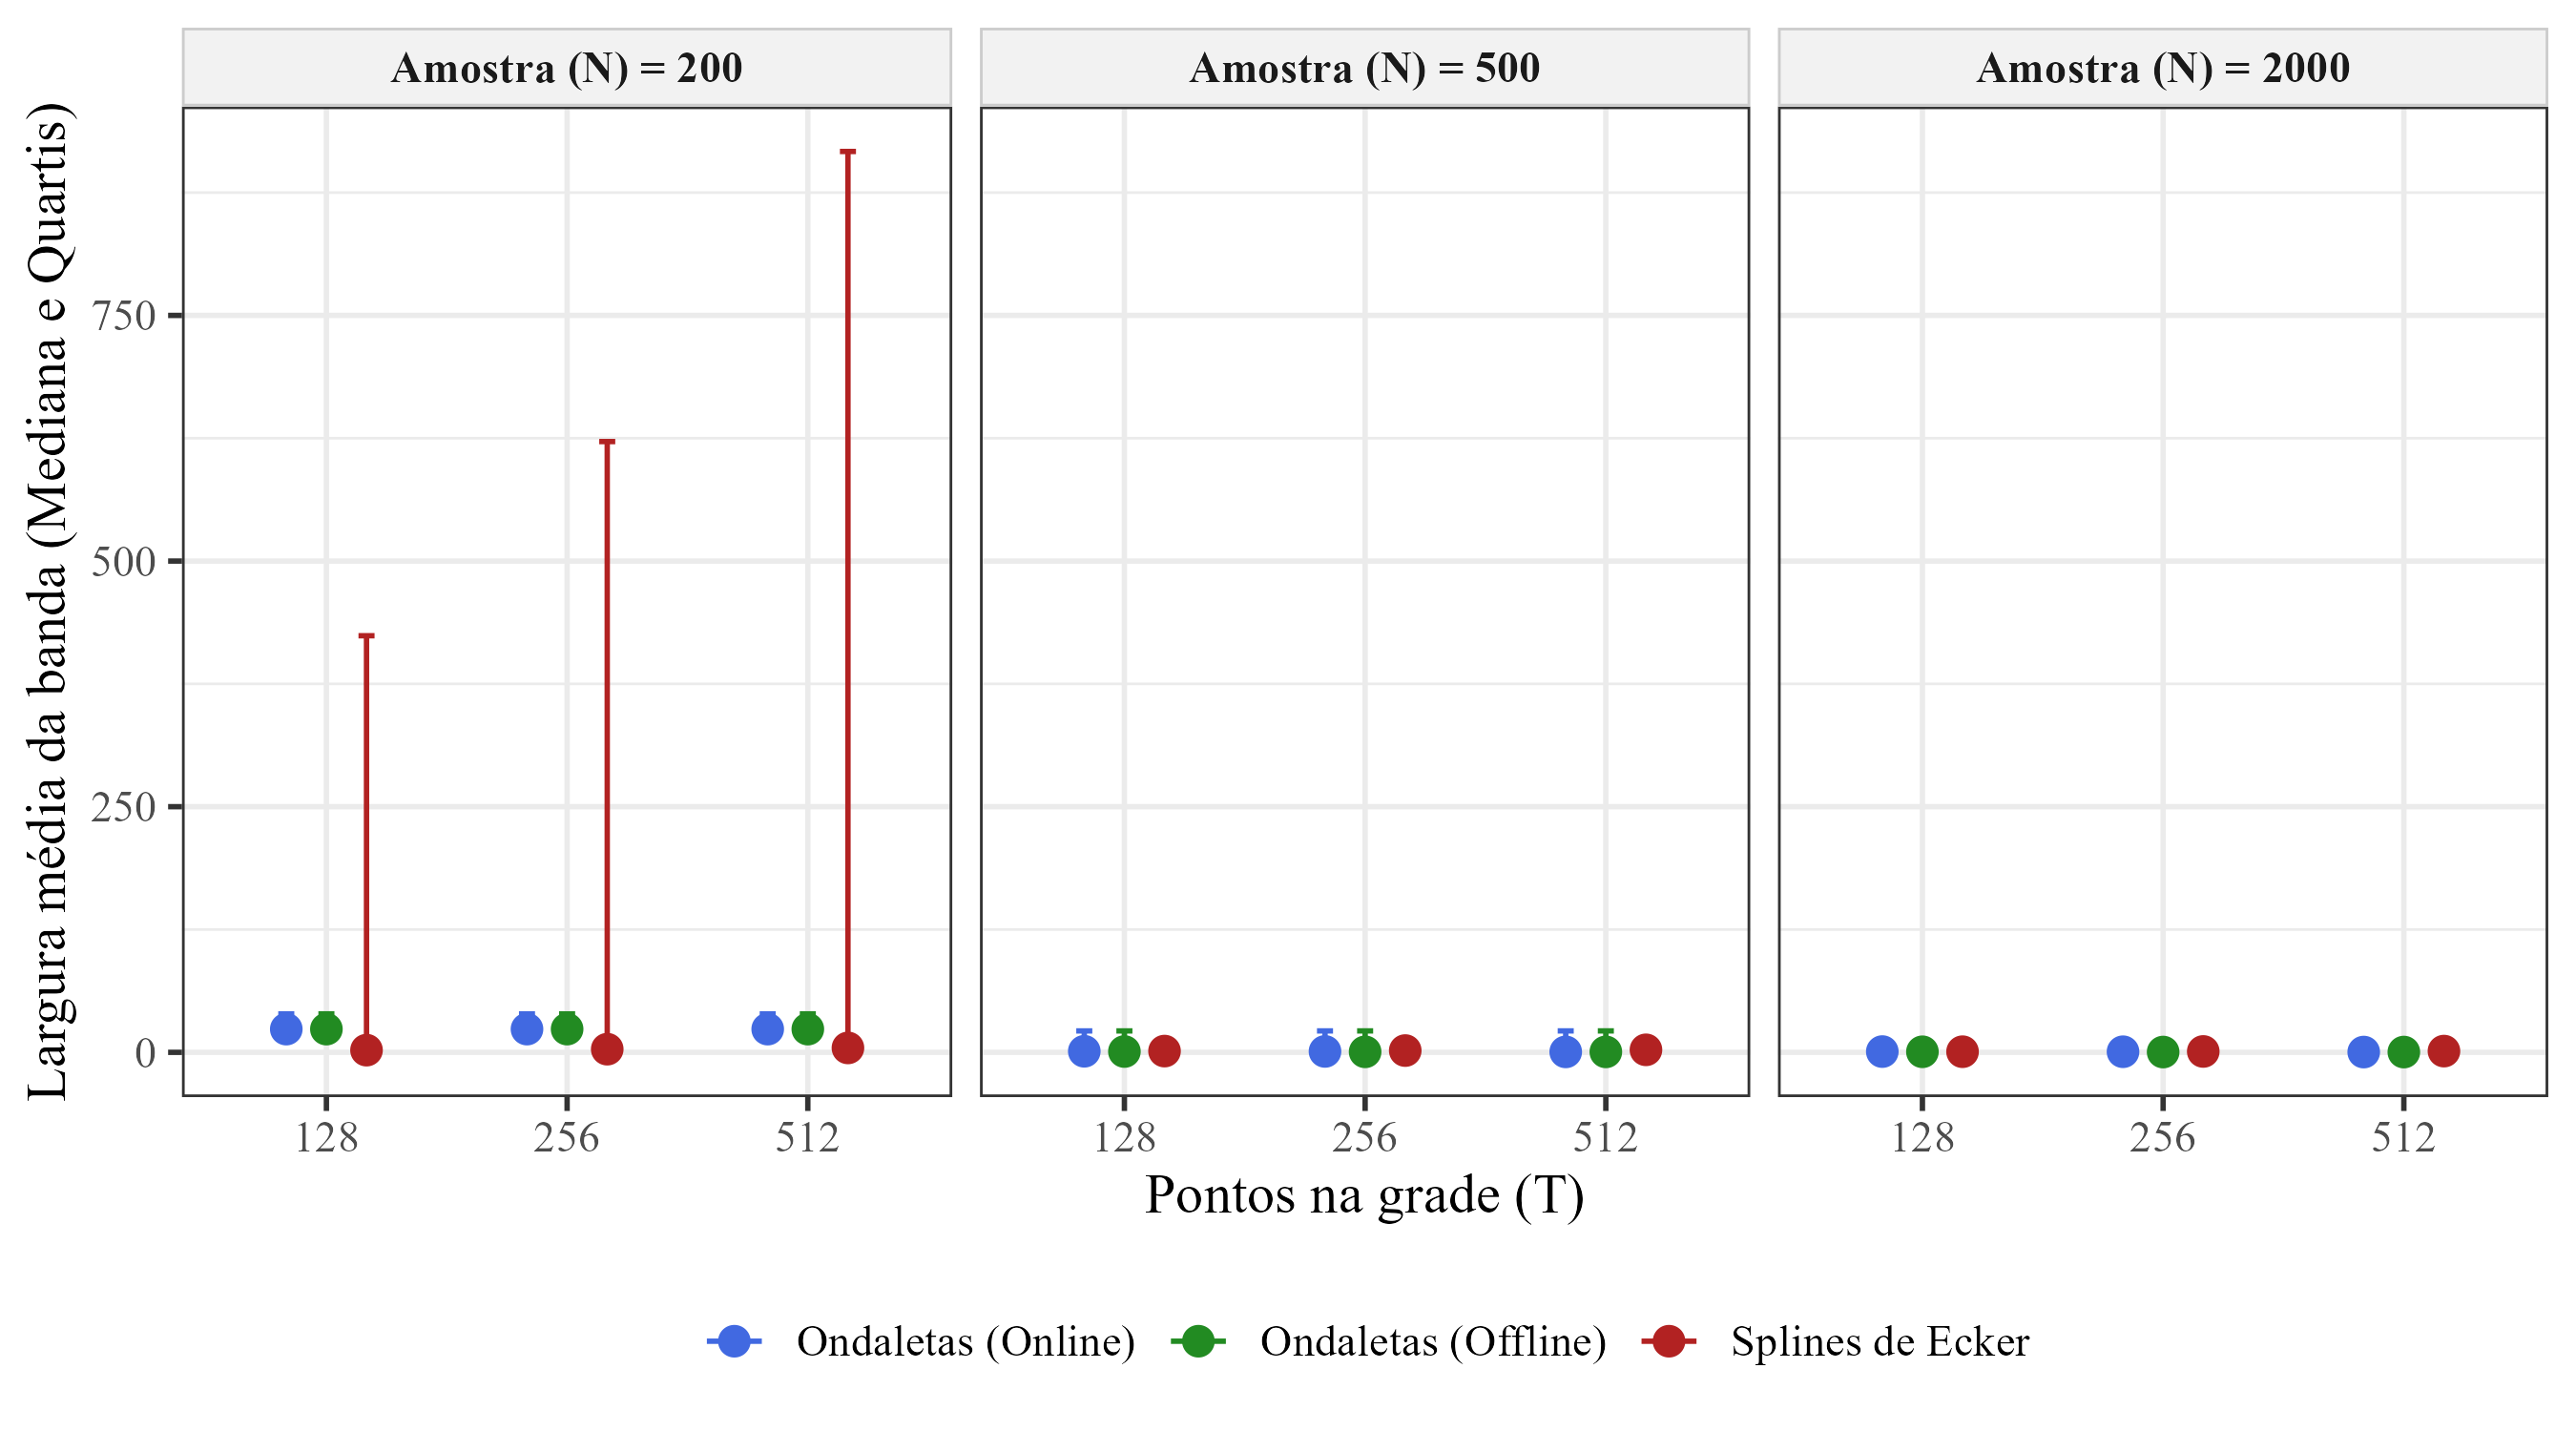 Amostra (N) = 200
Amostra (N) = 500
Amostra (N) = 2000
Largura média da banda (Mediana e Quartis)
750
500
250
0
128 256 512
128 256 512
128 256 512
Pontos na grade (T)
Ondaletas (Online) Ondaletas (Offline) Splines de Ecker